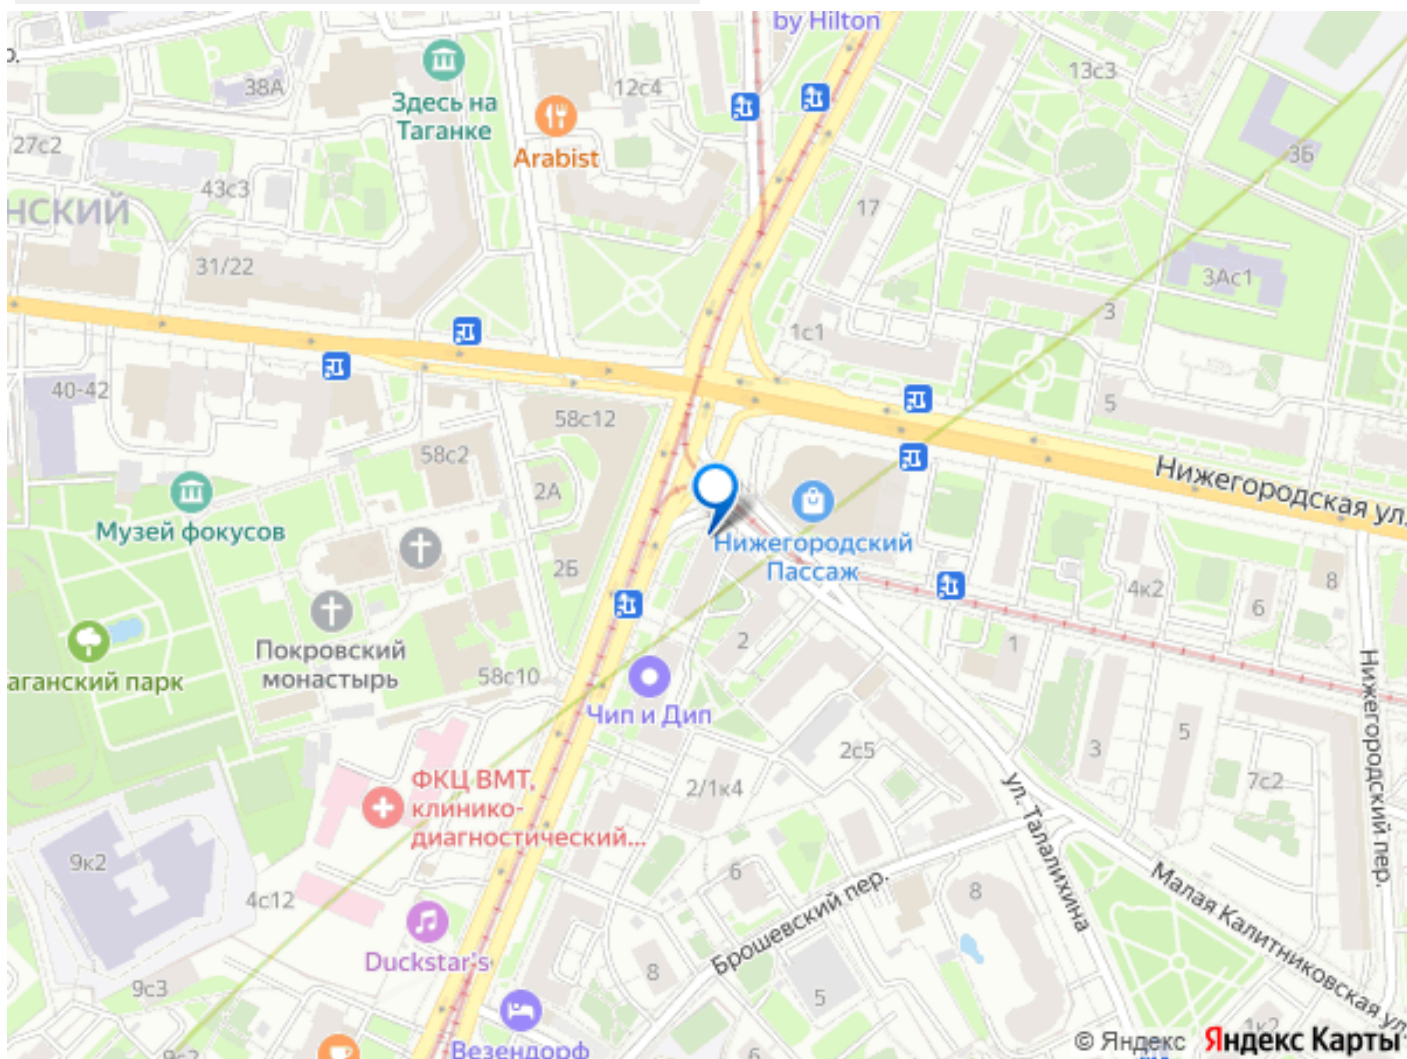 by Hilton
р.
38А
12с4
13с3
Здесь на
Таганке
Arabist
27с2
3Б
43с3
НСКИЙ
17
31/22
3Ас1
3
1с1
40-42
5
58с12
58с2
Нижегородская ул.
2А
Музей фокусов
Нижегородский
Пассаж
2Б
4к2
8
6
Покровский
монастырь
2
1
аганский парк
58с10
Нижегородский пер.
Чип и Дип
5
3
2с5
7с2
ФКЦ ВМТ,
клинико-
диагностический...
2/1к4
ул. Талалихина
9к2
6
Брошевский пер.
8
Малая Калитниковская ул.
4с12
Duckstar's
8
9с3
5
1к2
© Яндекс Яндекс Карты
Везендорф
6
9с2